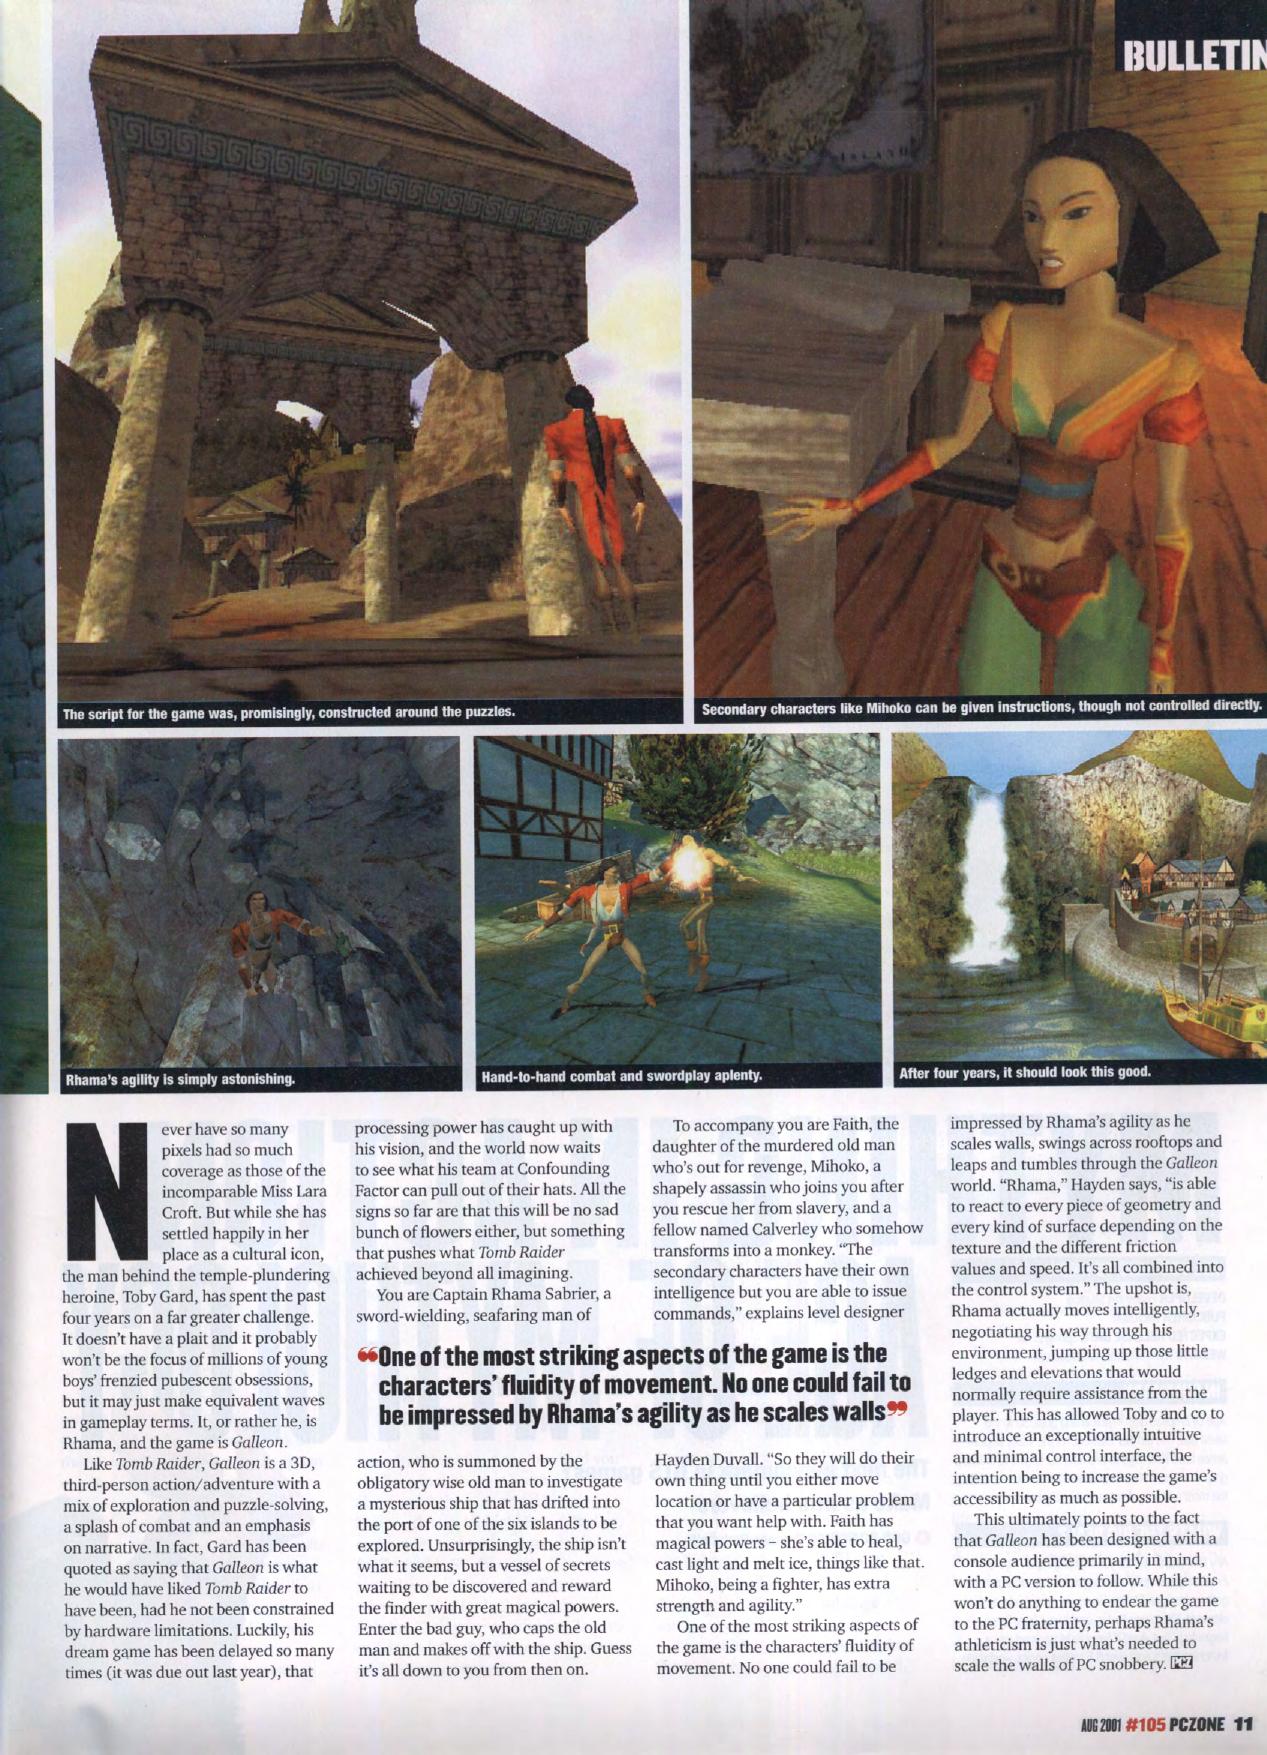 BULLETIN
ISLAND
The script for the game was, promisingly, constructed around the puzzles.
Secondary characters like Mihoko can be given instructions, though not controlled directly.
Rhama's agility is simply astonishing.
Hand-to-hand combat and swordplay aplenty.
After four years, it should look this good.
Never have so many
pixels had so much
coverage as those of the
incomparable Miss Lara
Croft. But while she has
settled happily in her
place as a cultural icon,
the man behind the temple-plundering
heroine, Toby Gard, has spent the past
four years on a far greater challenge.
It doesn't have a plait and it probably
won't be the focus of millions of young
boys' frenzied pubescent obsessions,
but it may just make equivalent waves
in gameplay terms. It, or rather he, is
Rhama, and the game is Galleon.
Like Tomb Raider, Galleon is a 3D,
third-person action/adventure with a
mix of exploration and puzzle-solving,
a splash of combat and an emphasis
on narrative. In fact, Gard has been
quoted as saying that Galleon is what
he would have liked Tomb Raider to
have been, had he not been constrained
by hardware limitations. Luckily, his
dream game has been delayed so many
times (it was due out last year), that
processing power has caught up with
his vision, and the world now waits
to see what his team at Confounding
Factor can pull out of their hats. All the
signs so far are that this will be no sad
bunch of flowers either, but something
that pushes what Tomb Raider
achieved beyond all imagining.
You are Captain Rhama Sabrier, a
sword-wielding, seafaring man of
action, who is summoned by the
obligatory wise old man to investigate
a mysterious ship that has drifted into
the port of one of the six islands to be
explored. Unsurprisingly, the ship isn't
what it seems, but a vessel of secrets
waiting to be discovered and reward
the finder with great magical powers.
Enter the bad guy, who caps the old
man and makes off with the ship. Guess
it's all down to you from then on.
To accompany you are Faith, the
daughter of the murdered old man
who's out for revenge, Mihoko, a
shapely assassin who joins you after
you rescue her from slavery, and a
fellow named Calverley who somehow
transforms into a monkey. “The
secondary characters have their own
intelligence but you are able to issue
commands,” explains level designer
“One of the most striking aspects of the game is the
characters' fluidity of movement. No one could fail to
be impressed by Rhama's agility as he scales walls”
Hayden Duvall. “So they will do their
own thing until you either move
location or have a particular problem
that you want help with. Faith has
magical powers – she's able to heal,
cast light and melt ice, things like that.
Mihoko, being a fighter, has extra
strength and agility.”
One of the most striking aspects of
the game is the characters' fluidity of
movement. No one could fail to be
impressed by Rhama's agility as he
scales walls, swings across rooftops and
leaps and tumbles through the Galleon
world. “Rhama,” Hayden says, “is able
to react to every piece of geometry and
every kind of surface depending on the
texture and the different friction
values and speed. It's all combined into
the control system.” The upshot is,
Rhama actually moves intelligently,
negotiating his way through his
environment, jumping up those little
ledges and elevations that would
normally require assistance from the
player. This has allowed Toby and co to
introduce an exceptionally intuitive
and minimal control interface, the
intention being to increase the game's
accessibility as much as possible.
This ultimately points to the fact
that Galleon has been designed with a
console audience primarily in mind,
with a PC version to follow. While this
won't do anything to endear the game
to the PC fraternity, perhaps Rhama's
athleticism is just what's needed to
scale the walls of PC snobbery. PCZ
AUG 2001 #105 PCZONE 11